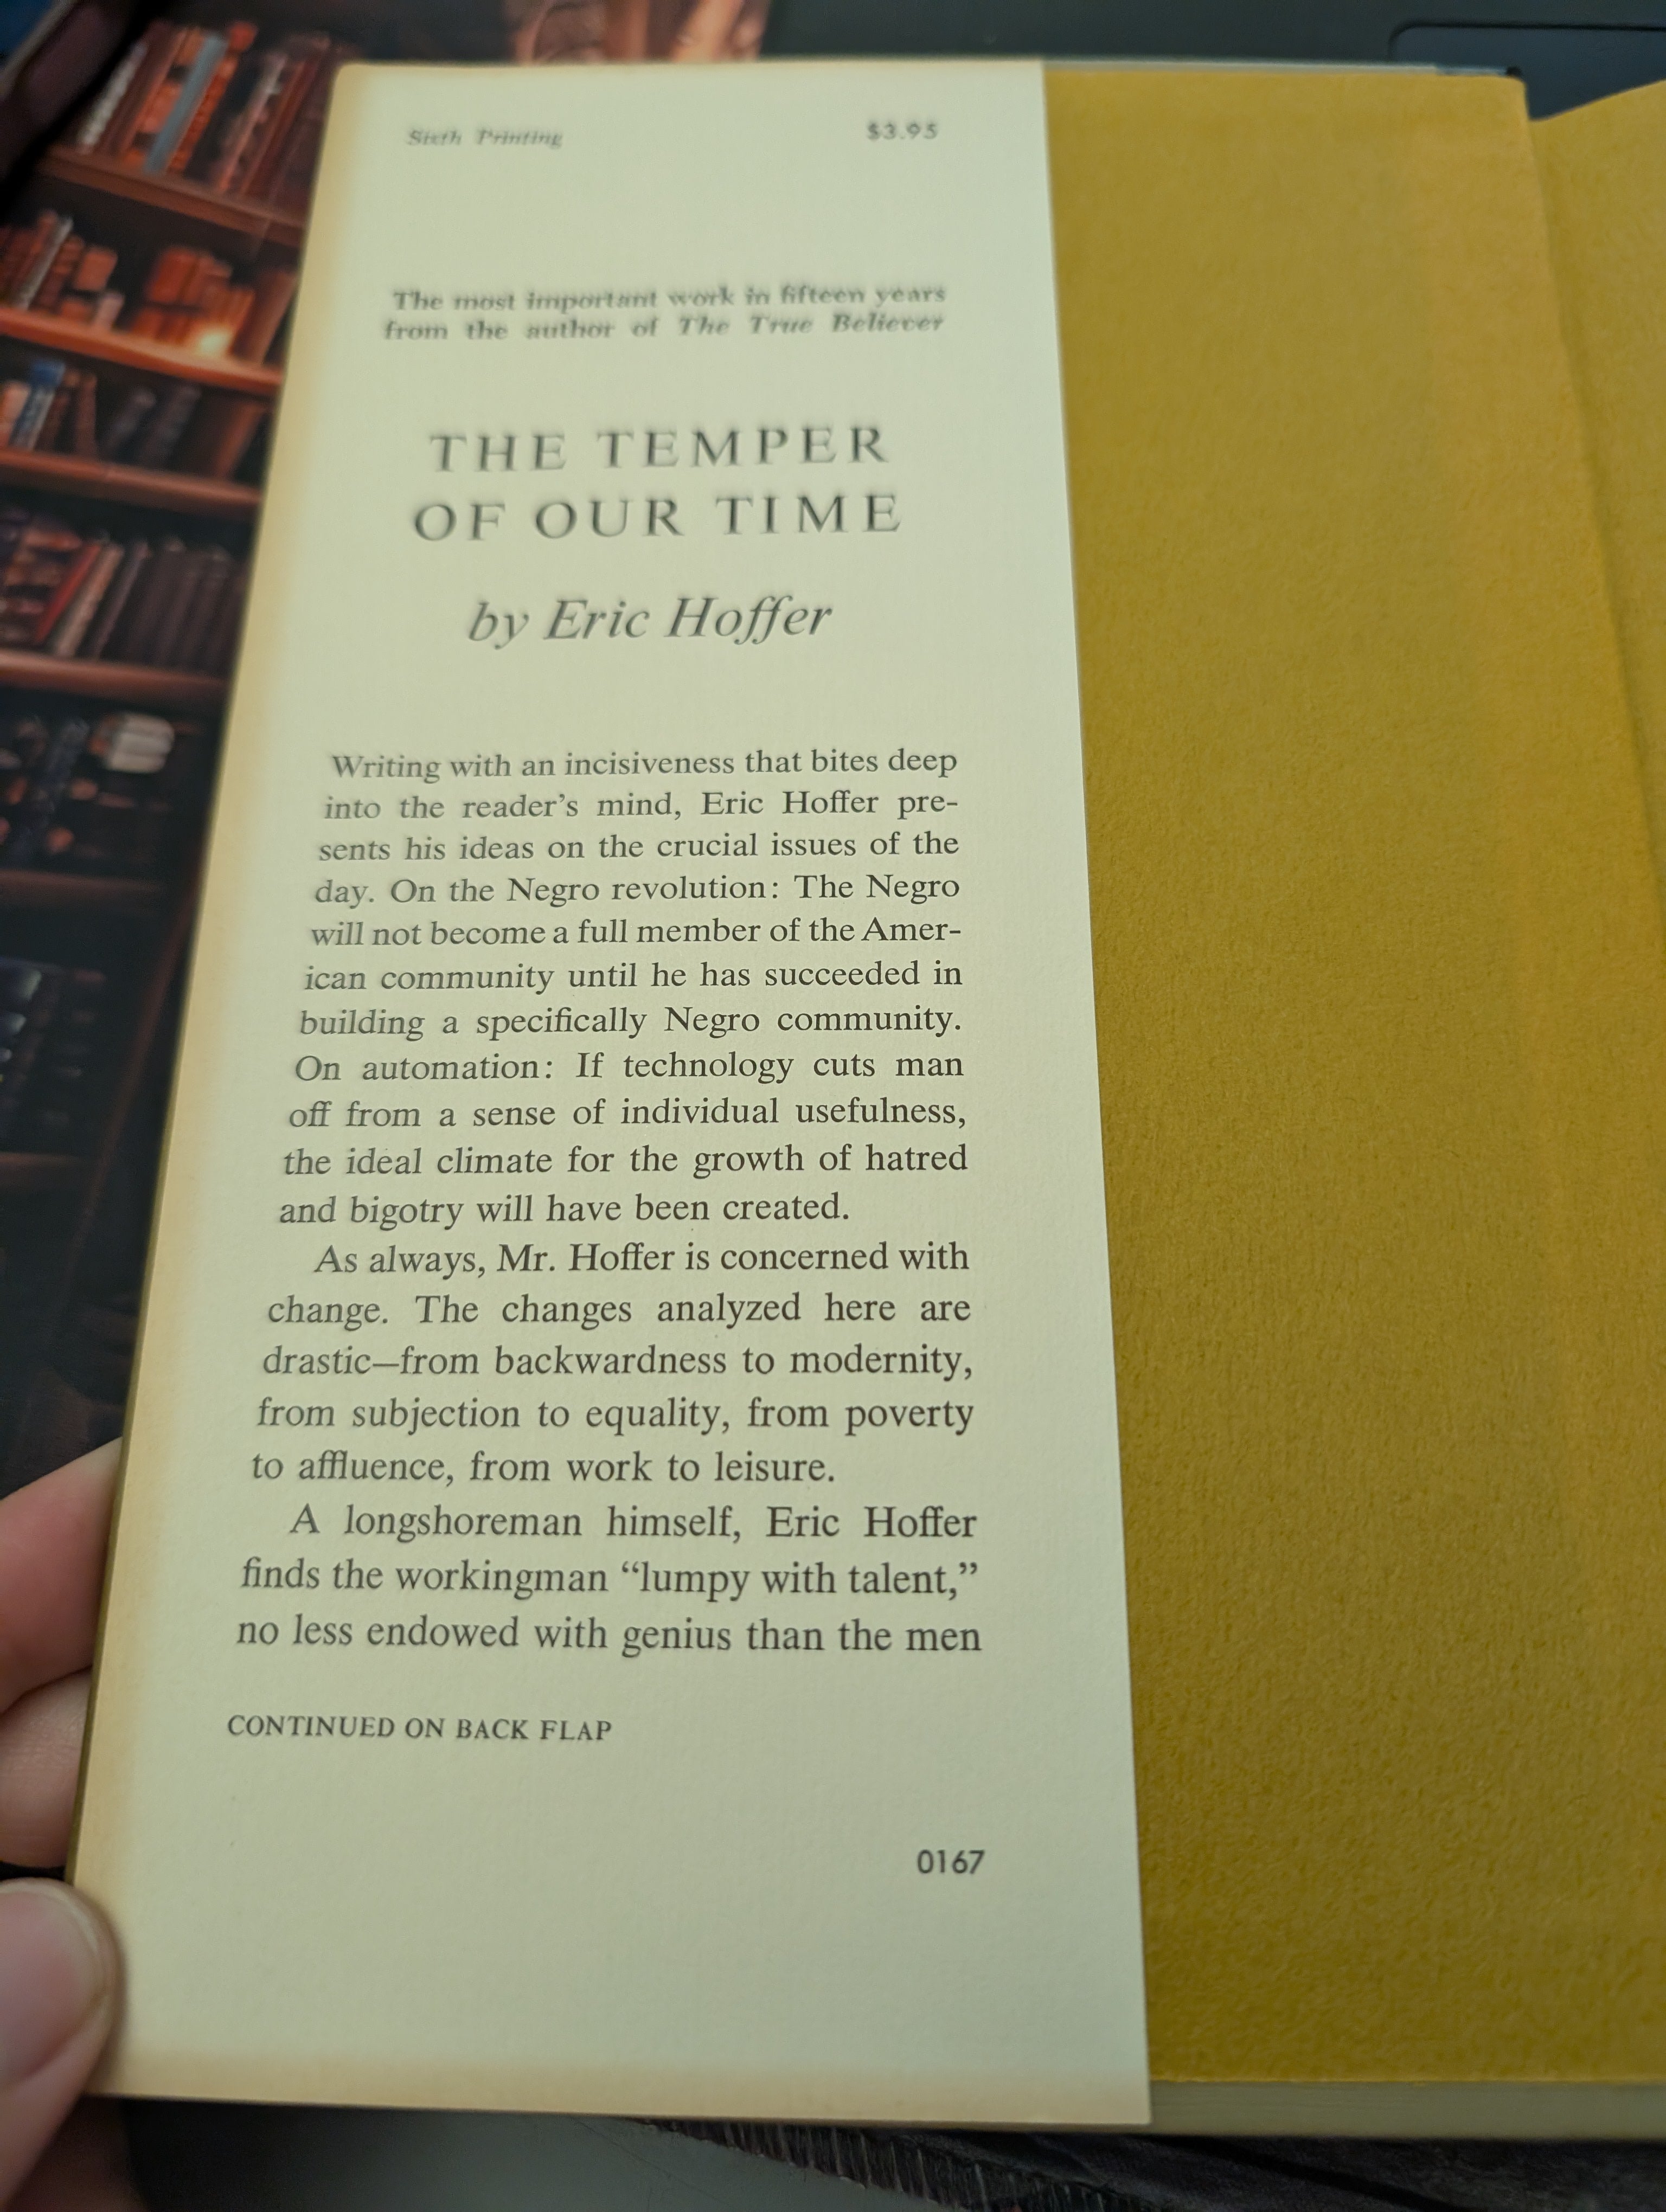 Sixth Printing $3.95
The most important work in fifteen years
from the author of The True Believer
THE TEMPER
OF OUR TIME
by Eric Hoffer
Writing with an incisiveness that bites deep
into the reader's mind, Eric Hoffer pre-
sents his ideas on the crucial issues of the
day. On the Negro revolution: The Negro
will not become a full member of the Amer-
ican community until he has succeeded in
building a specifically Negro community.
On automation: If technology cuts man
off from a sense of individual usefulness,
the ideal climate for the growth of hatred
and bigotry will have been created.
As always, Mr. Hoffer is concerned with
change. The changes analyzed here are
drastic—from backwardness to modernity,
from subjection to equality, from poverty
to affluence, from work to leisure.
A longshoreman himself, Eric Hoffer
finds the workingman “lumpy with talent,”
no less endowed with genius than the men
CONTINUED ON BACK FLAP
0167